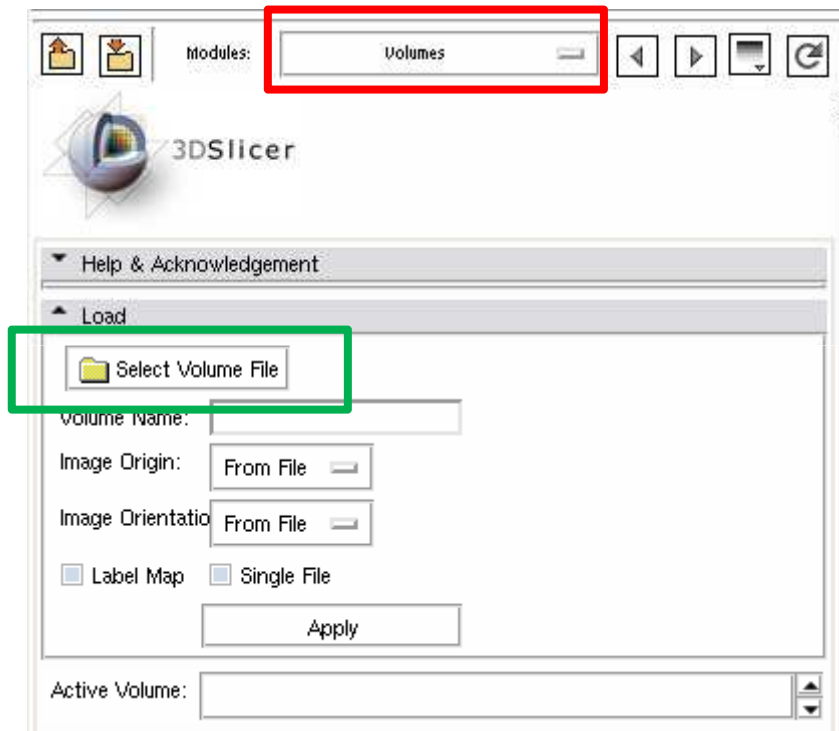 Modules: Volumes
3DSlicer
Help & Acknowledgement
Load
Select Volume File
Volume Name:
Image Origin: From File
Image Orientatio From File
Label Map Single File
Apply
Active Volume: